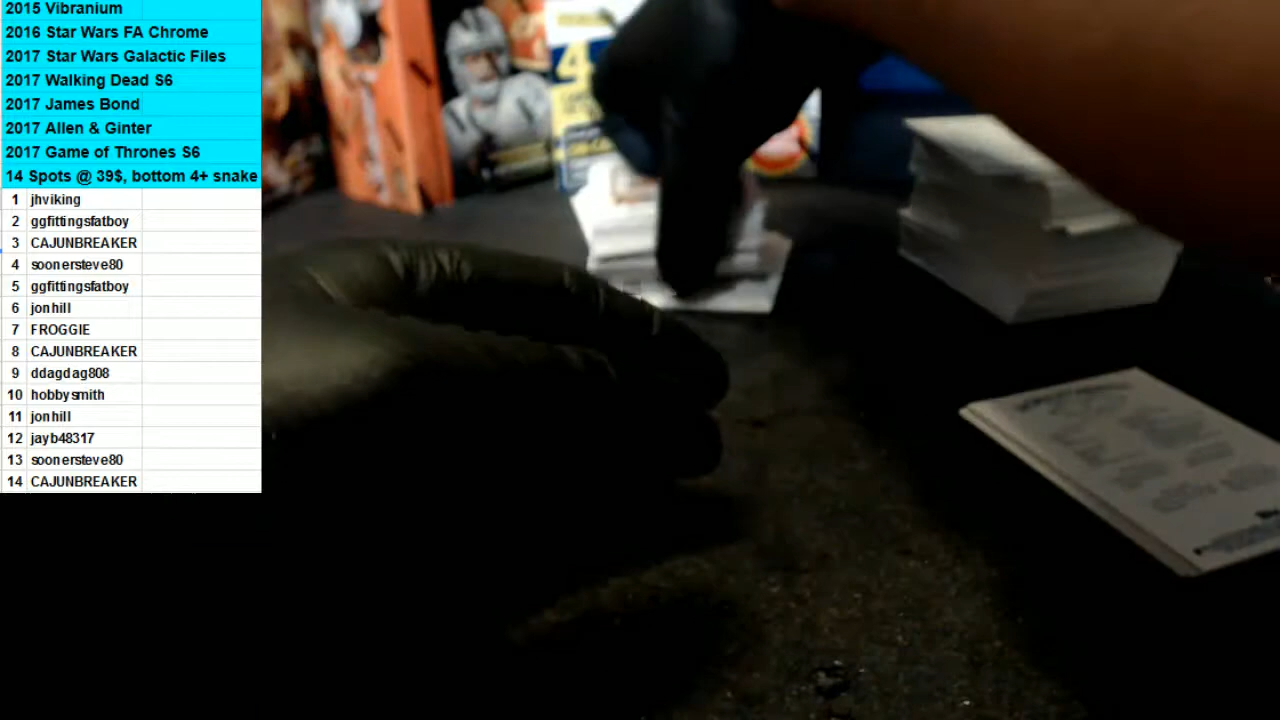 2015 Vibranium
2016 Star Wars FA Chrome
2017 Star Wars Galactic Files
2017 Walking Dead S6
2017 James Bond
2017 Allen & Ginter
2017 Game of Thrones S6
14 Spots @ 39$, bottom 4+ snake
1 jhviking
2 ggfittingsfatboy
3 CAJUNBREAKER
4 soonersteve80
5 ggfittingsfatboy
6 jonhill
7 FROGGIE
8 CAJUNBREAKER
9 ddagdag808
10 hobbysmith
11 jonhill
12 jayb48317
13 soonersteve80
14 CAJUNBREAKER
4